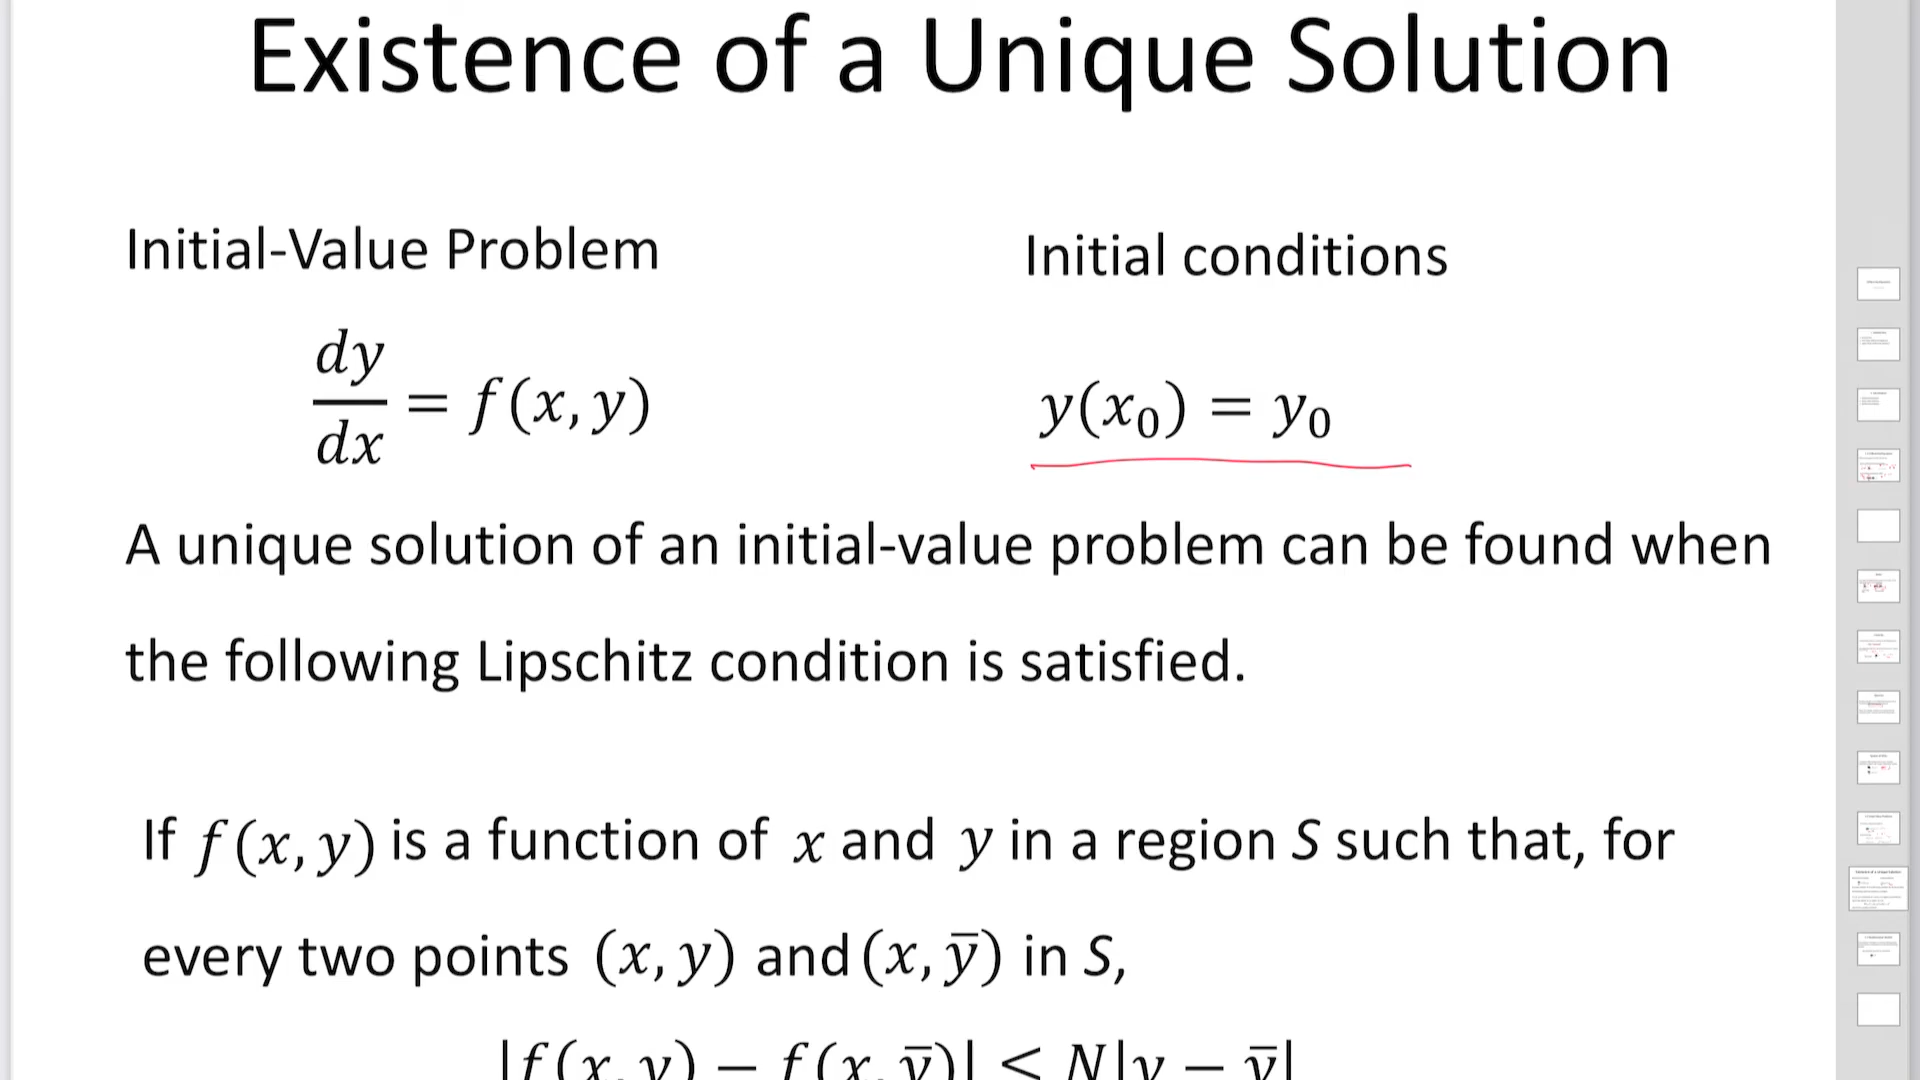 Existence of a Unique Solution
Initial-Value Problem
Initial conditions
dy/dx = f(x, y)
y(x₀) = y₀
A unique solution of an initial-value problem can be found when
the following Lipschitz condition is satisfied.
If f(x, y) is a function of x and y in a region S such that, for
every two points (x, y) and (x, ȳ) in S,
|f(x, y) − f(x, ȳ)| < N|y − ȳ|